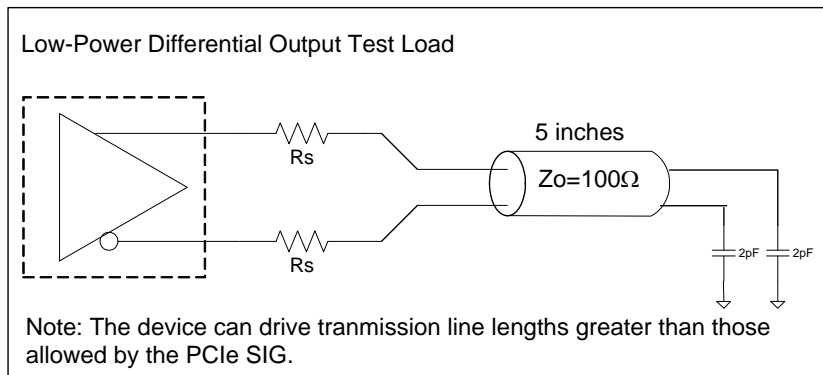 Low-Power Differential Output Test Load
5 inches
Rs
Zo=100Ω
Rs
2pF
2pF
Note: The device can drive tranmission line lengths greater than those
allowed by the PCIe SIG.